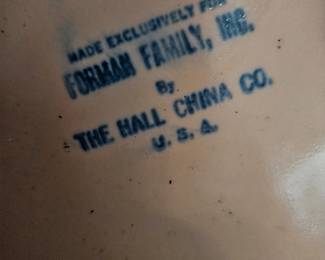 MADE EXCLUSIVELY FOR
FORMAN FAMILY, INC.
By
THE HALL CHINA CO.
U. S. A.